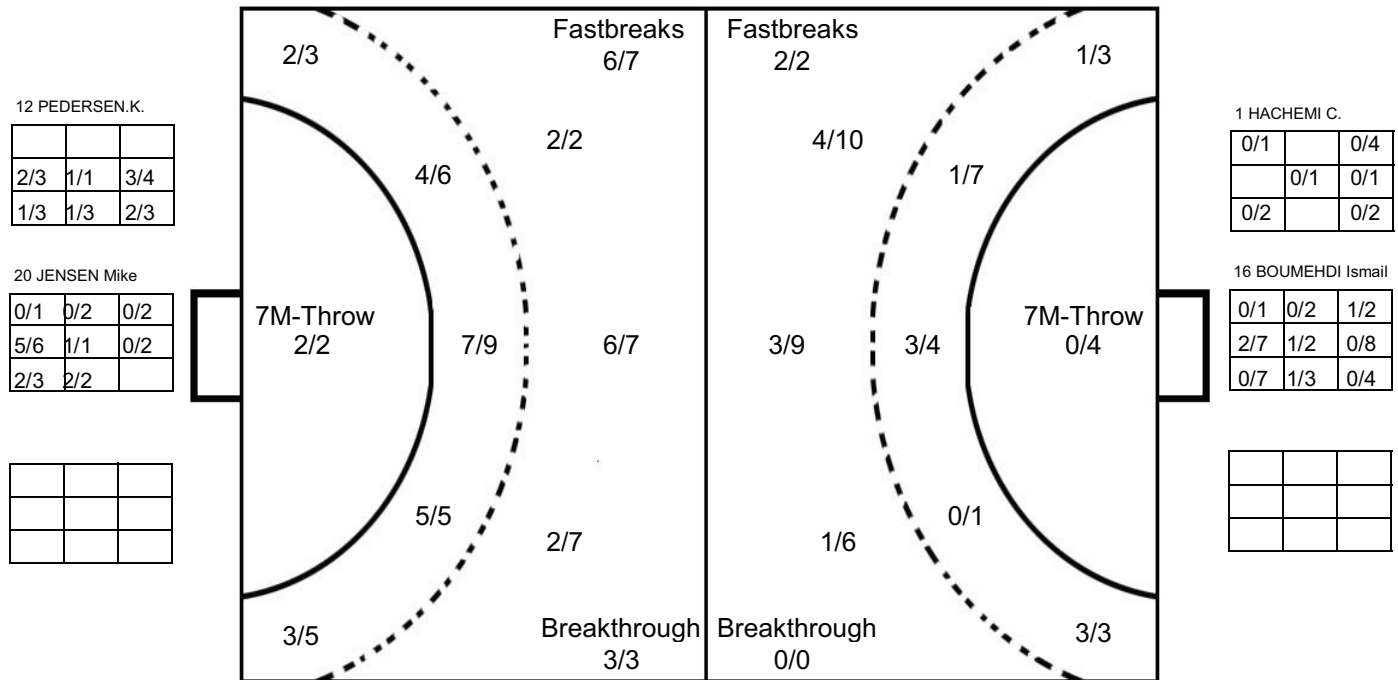 Fastbreaks Fastbreaks
2/3 6/7 2/2 1/3
12 PEDERSEN.K. 1 HACHEMI C.
2/2 4/10
0/1 0/4
4/6 1/7
2/3 1/1 3/4
0/1 0/1
1/3 1/3 2/3
0/2 0/2
20 JENSEN Mike 16 BOUMEHDI Ismail
0/1 0/2 0/2
0/1 0/2 1/2
7M-Throw 7M-Throw
2/2 7/9 6/7 3/9 3/4 0/4
5/6 1/1 0/2
2/7 1/2 0/8
2/3 2/2
0/7 1/3 0/4
5/5 0/1
2/7 1/6
Breakthrough Breakthrough
3/5 3/3 0/0 3/3